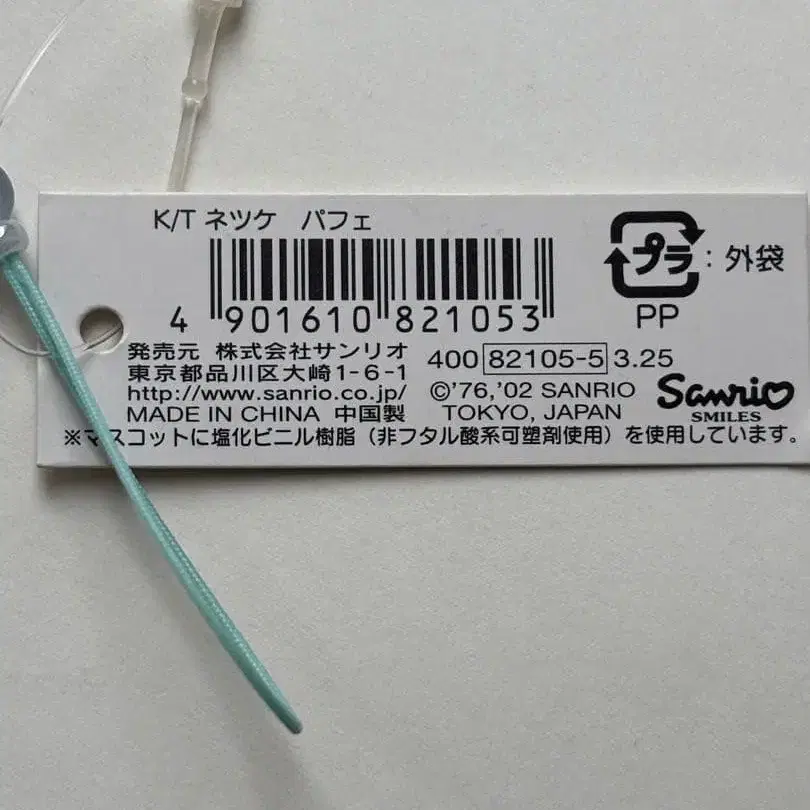 K/T ネツケ パフェ
プラ:外袋
PP
4 901610 821053
発売元 株式会社サンリオ
東京都品川区大崎1-6-1
http://www.sanrio.co.jp/
MADE IN CHINA 中国製
400 82105-5 3.25
©'76,'02 SANRIO
TOKYO, JAPAN
Sanrio
SMILES
※マスコットに塩化ビニル樹脂(非フタル酸系可塑剤使用)を使用しています。